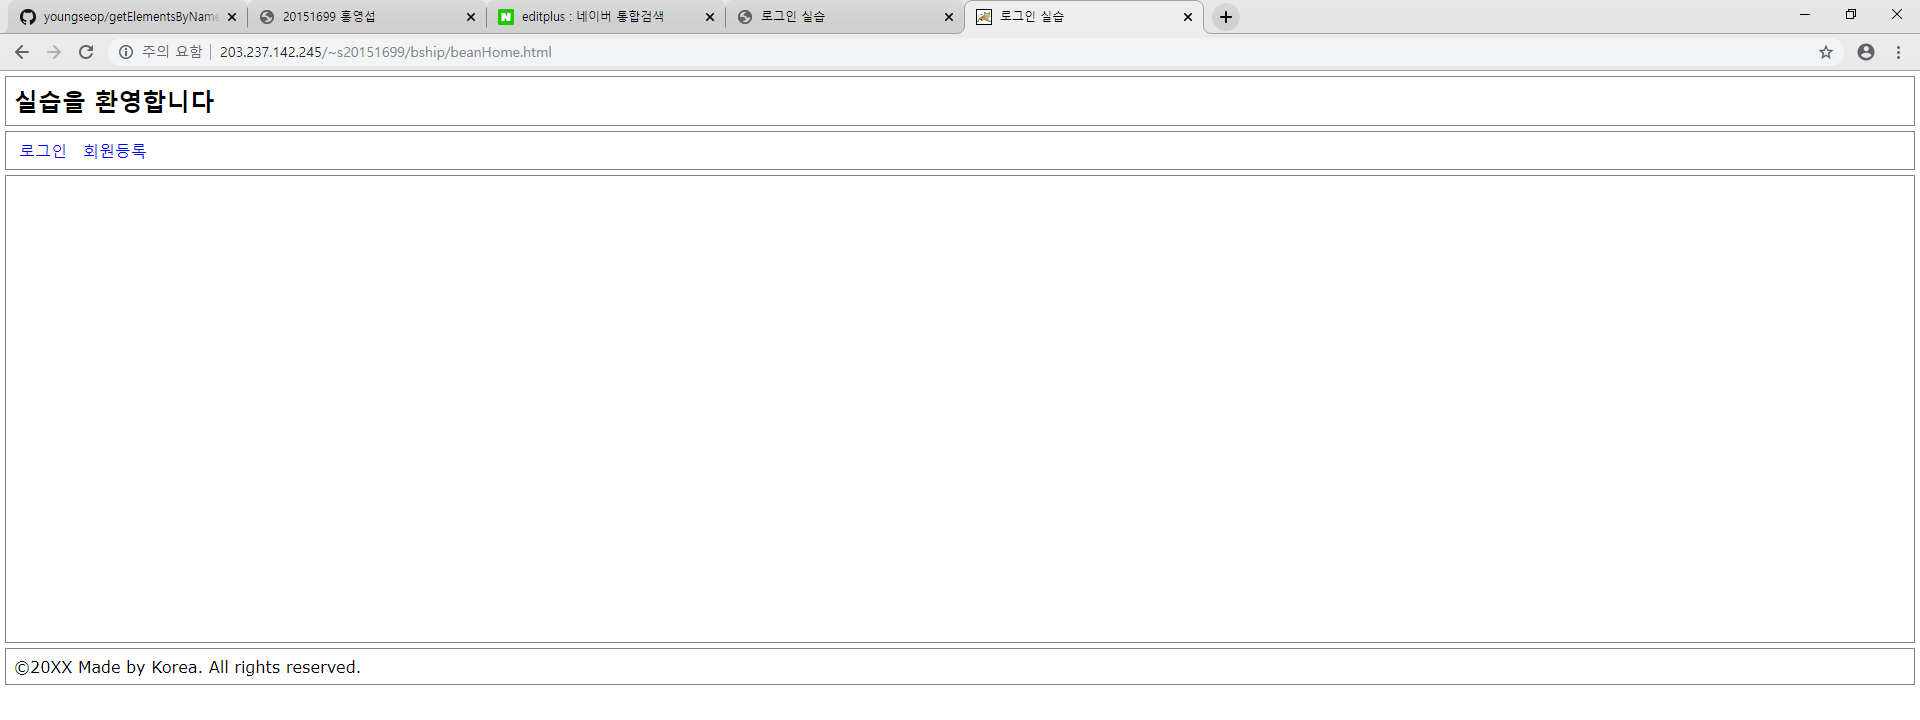 youngseop/getElementsByName
20151699 홍영섭
editplus : 네이버 통합검색
로그인 실습
로그인 실습
주의 요함 | 203.237.142.245/~s20151699/bship/beanHome.html
실습을 환영합니다
로그인 회원등록
©20XX Made by Korea. All rights reserved.